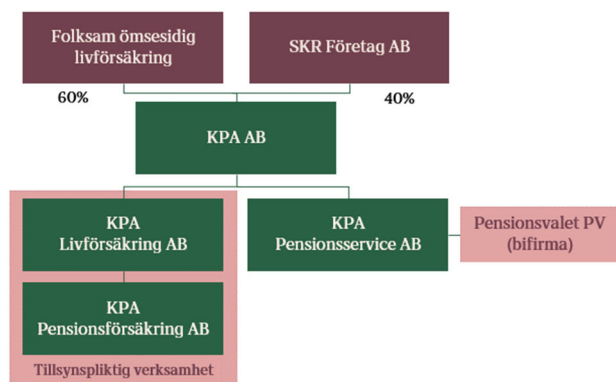 Folksam ömsesidig
livförsäkring
SKR Företag AB
60%
40%
KPA AB
KPA
Livförsäkring AB
KPA
Pensionsservice AB
Pensionsvalet PV
(bifirma)
KPA
Pensionsförsäkring AB
Tillsynspliktig verksamhet